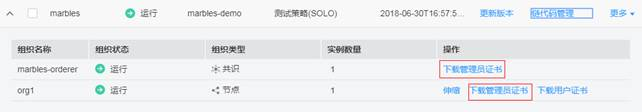 marbles 运行 marbles-demo 测试策略(SOLO) 2018-06-30T16:57:5... 更新版本 链代码管理 更多
组织名称 组织状态 组织类型 实例数量 操作
marbles-orderer 运行 共识 1 下载管理员证书
org1 运行 节点 1 伸缩 下载管理员证书 下载用户证书